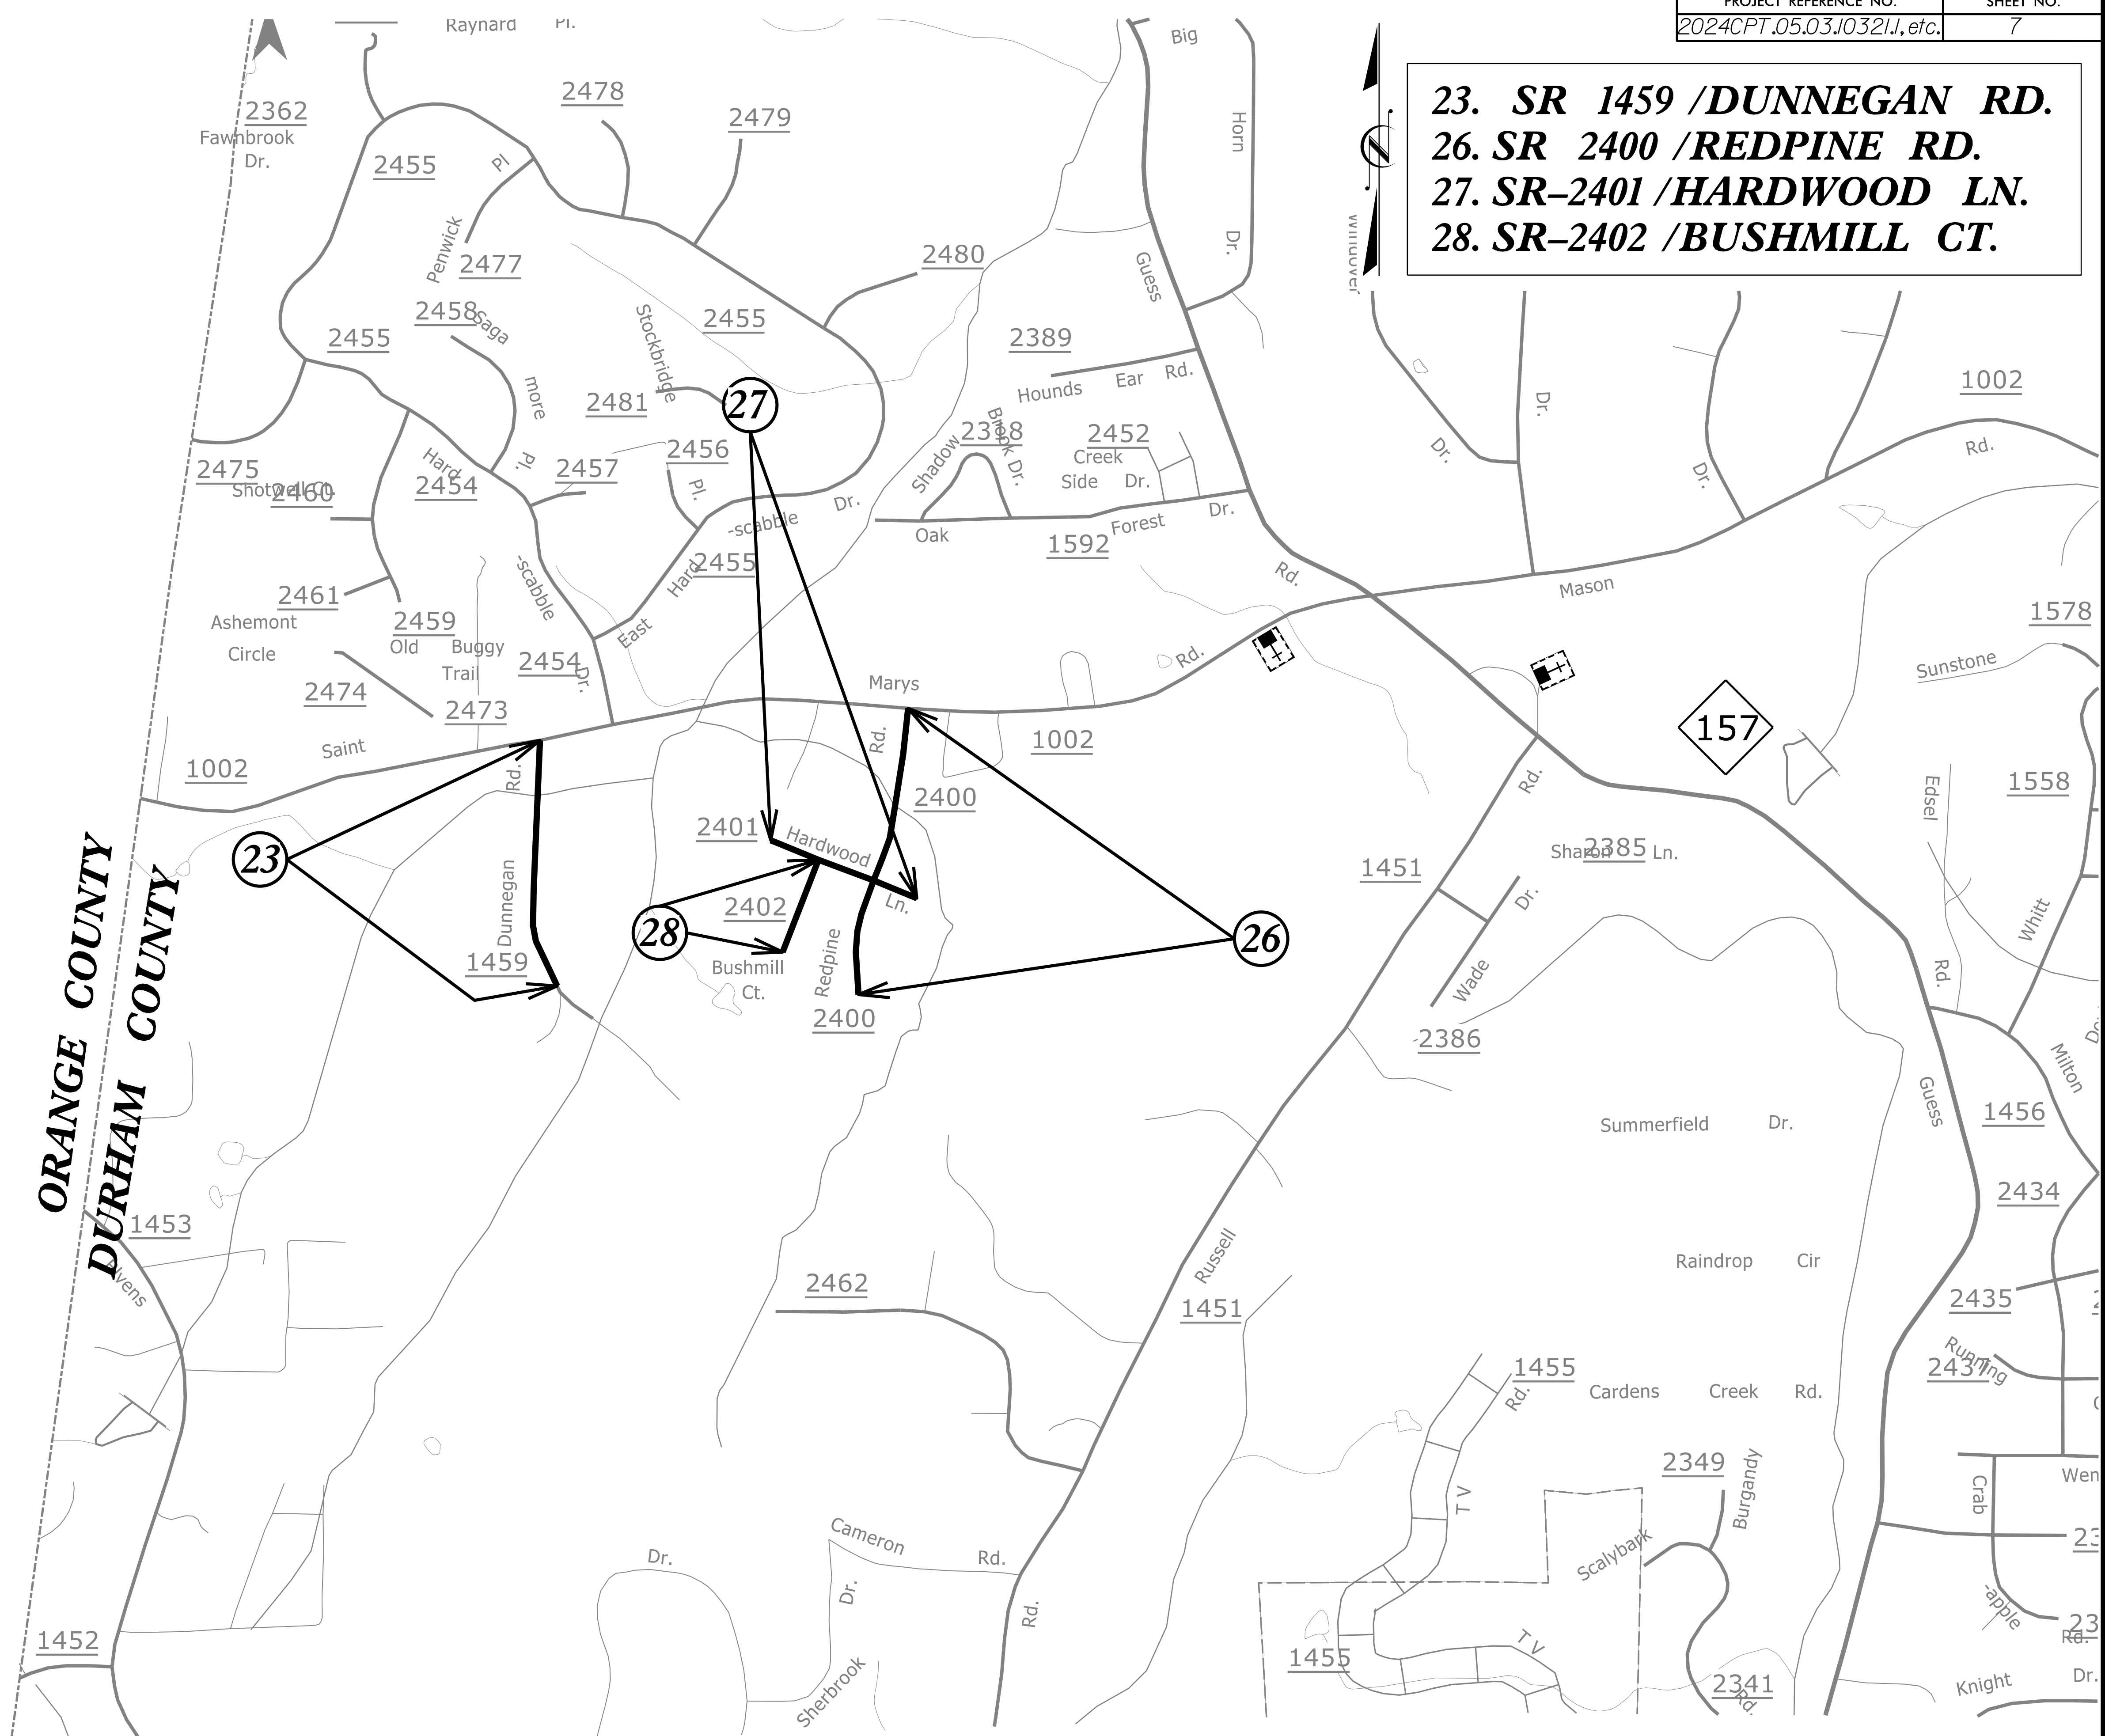 PROJECT REFERENCE NO. SHEET NO.
2024CPT.05.03.10321.1, etc. 7
23. SR 1459 /DUNNEGAN RD.
26. SR 2400 /REDPINE RD.
27. SR–2401 /HARDWOOD LN.
28. SR–2402 /BUSHMILL CT.
Raynard Pl.
Big
Horn
Dr.
2362
Fawnbrook
Dr.
2478
2479
2455
Pl
Penwick
2477
2480
Guess
2458
Saga
more
Pl.
2455
Stockbridge
2455
2389
Hounds Ear Rd.
2481
27
1002
Rd.
Dr.
Dr.
Dr.
2456
Pl.
2457
Shadow
Brook Dr.
2452
Creek
Side Dr.
2475
Shotwell Ct.
2460
Hard
2454
-scabble
Dr.
-scabble Dr.
Oak
Forest Dr.
1592
Hard
2455
East
Rd.
Mason
2461
Ashemont
Circle
2459
Old Buggy
Trail
2454
2474
2473
1578
Sunstone
Marys
Rd.
157
Saint
1002
1002
Rd.
Rd.
2400
2401
Hardwood
Ln.
Rd.
1558
Edsel
Rd.
Sharon Ln.
2385
1451
23
Dunnegan
1459
28
2402
Bushmill
Ct.
Redpine
2400
26
Dr.
Wade
2386
Whitt
Milton
ORANGE COUNTY
DURHAM COUNTY
Guess
1456
Summerfield Dr.
2434
1453
Raindrop Cir
Russell
1451
2462
2435
Running
2437
1455
Rd.
Cardens Creek Rd.
2349
Burgandy
Scalybark
Crab
-apple
Rd.
Wen
T V
T V
Cameron Rd.
Dr.
Dr.
Sherbrook
Rd.
1452
1455
2341
Rd.
Knight Dr.